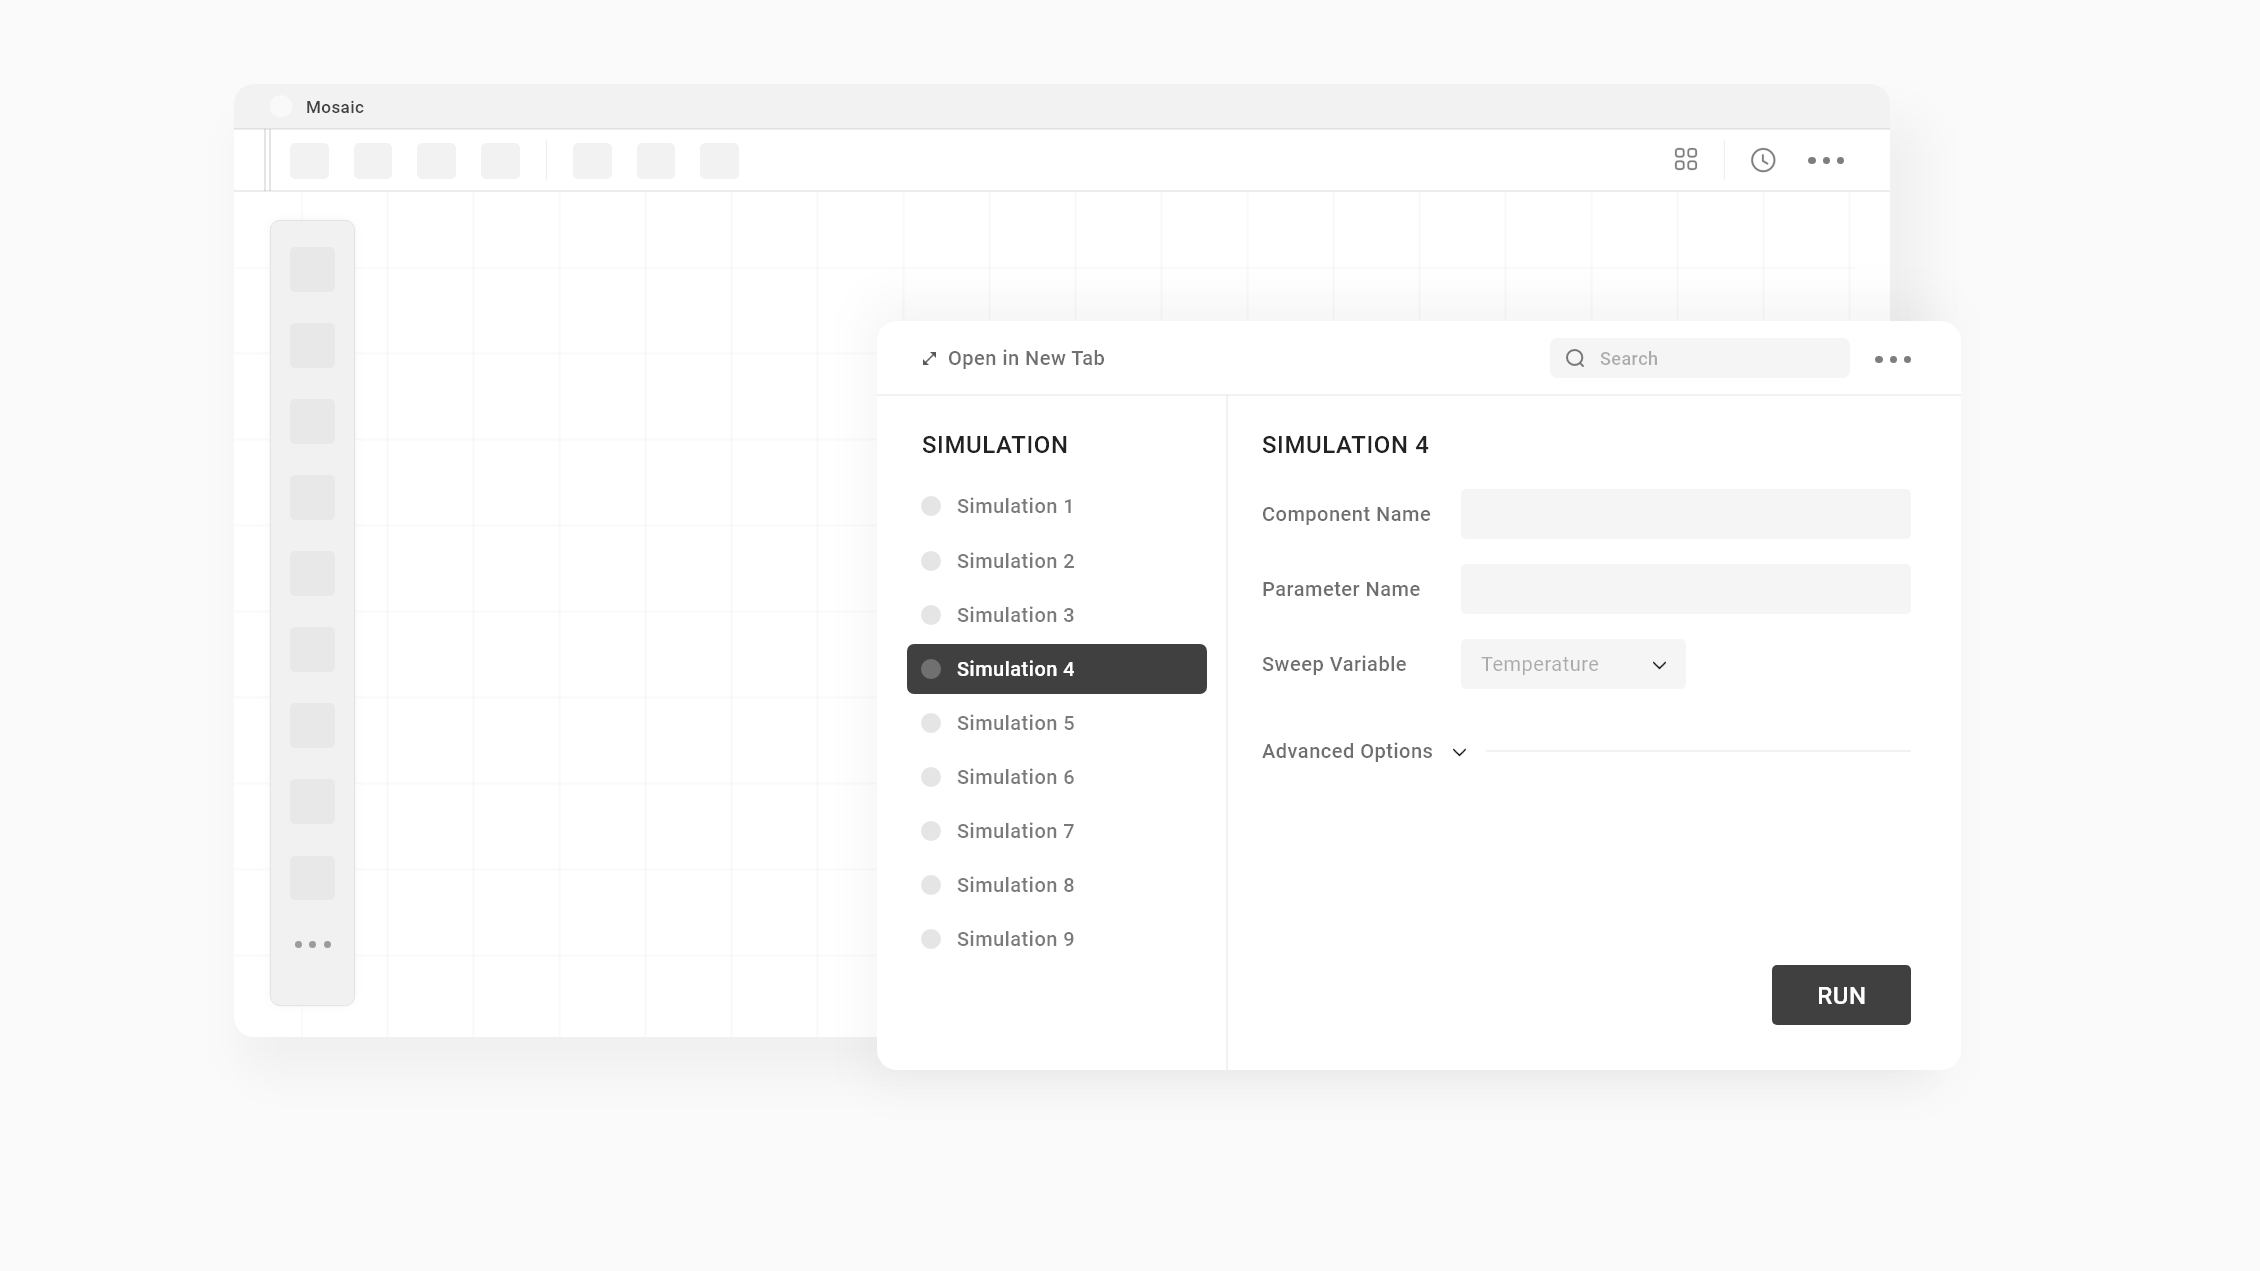 Mosaic
Open in New Tab
Search
SIMULATION
Simulation 1
Simulation 2
Simulation 3
Simulation 4
Simulation 5
Simulation 6
Simulation 7
Simulation 8
Simulation 9
SIMULATION 4
Component Name
Parameter Name
Sweep Variable
Temperature
Advanced Options
RUN